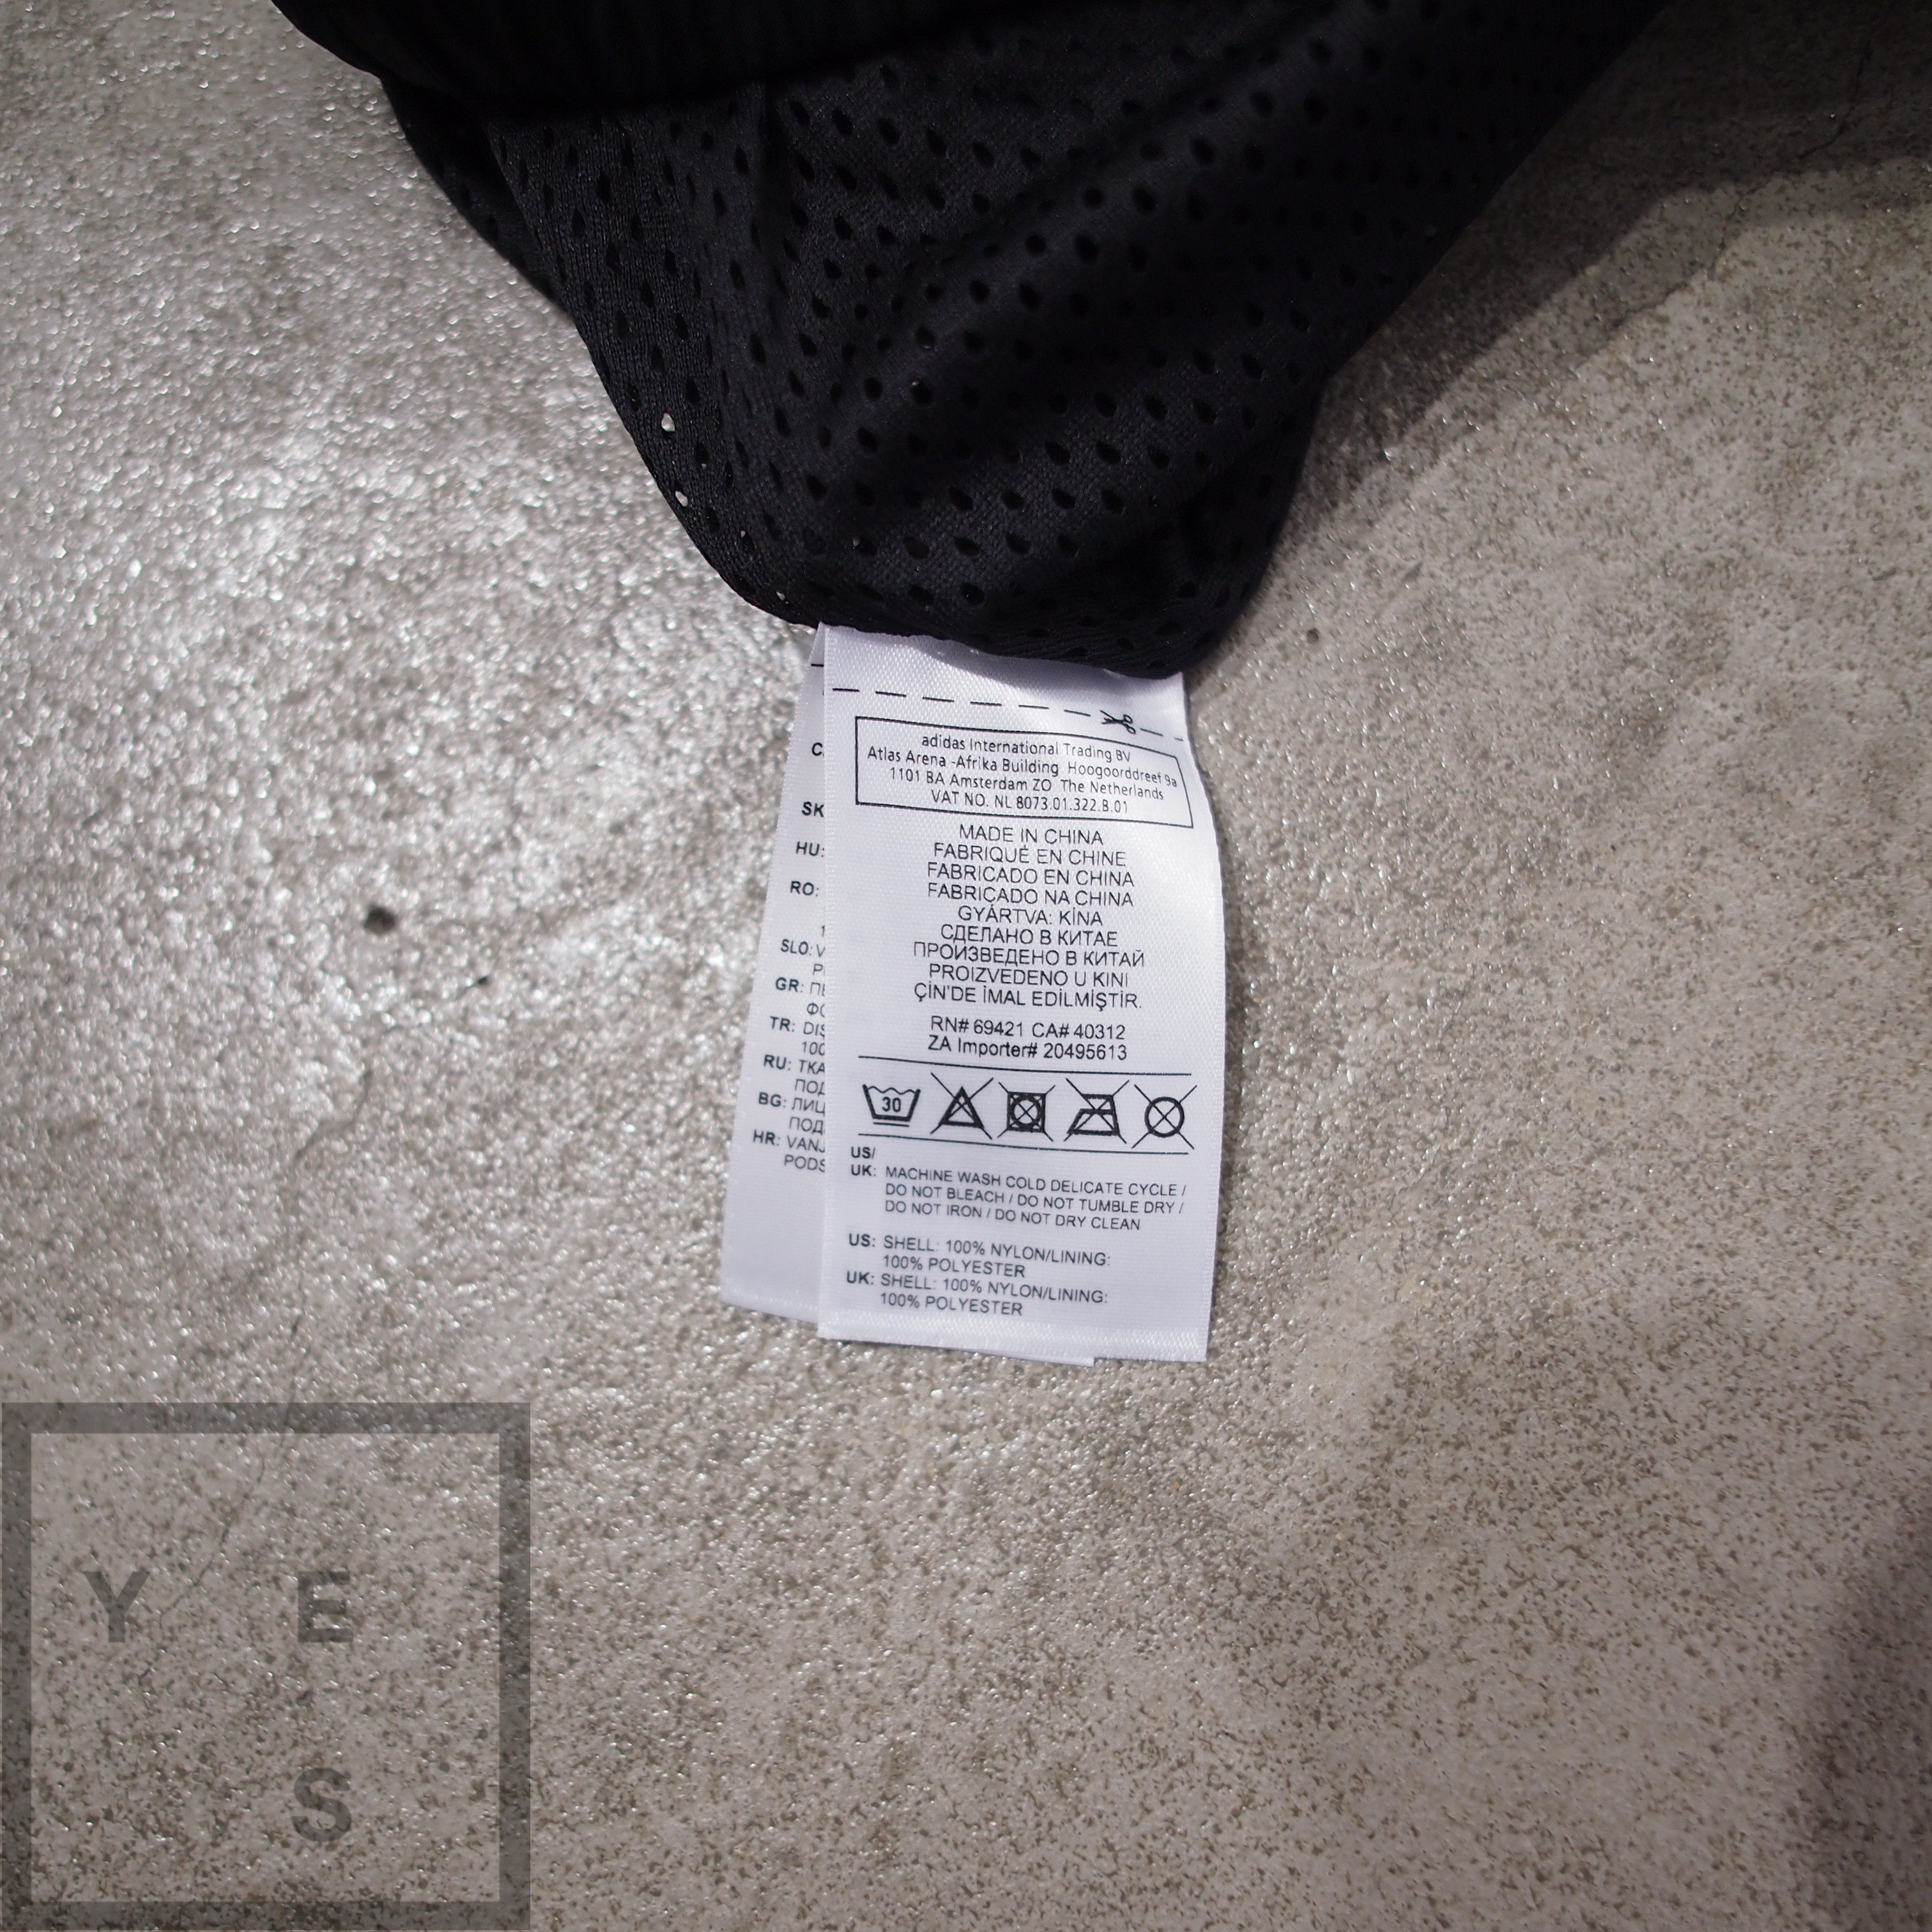 adidas International Trading BV
Atlas Arena -Afrika Building Hoogoorddreef 9a
1101 BA Amsterdam ZO The Netherlands
VAT NO. NL 8073.01.322.B.01
MADE IN CHINA
FABRIQUÉ EN CHINE
FABRICADO EN CHINA
FABRICADO NA CHINA
GYÁRTVA: KÍNA
СДЕЛАНО В КИТАЕ
ПРОИЗВЕДЕНО В КИТАЙ
PROIZVEDENO U KINI
ÇİN'DE İMAL EDİLMİŞTİR.
RN# 69421 CA# 40312
ZA Importer# 20495613
30
US/
UK: MACHINE WASH COLD DELICATE CYCLE /
DO NOT BLEACH / DO NOT TUMBLE DRY /
DO NOT IRON / DO NOT DRY CLEAN
US: SHELL: 100% NYLON/LINING:
100% POLYESTER
UK: SHELL: 100% NYLON/LINING:
100% POLYESTER
SK
HU:
RO:
SLO:
GR:
TR:
RU:
BG:
HR:
Y E
S